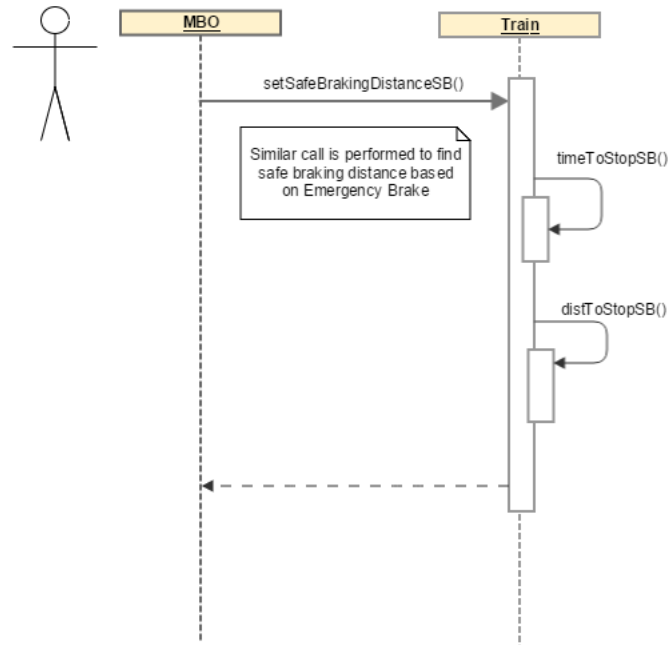 MBO
Train
setSafeBrakingDistanceSB()
Similar call is performed to find
safe braking distance based
on Emergency Brake
timeToStopSB()
distToStopSB()